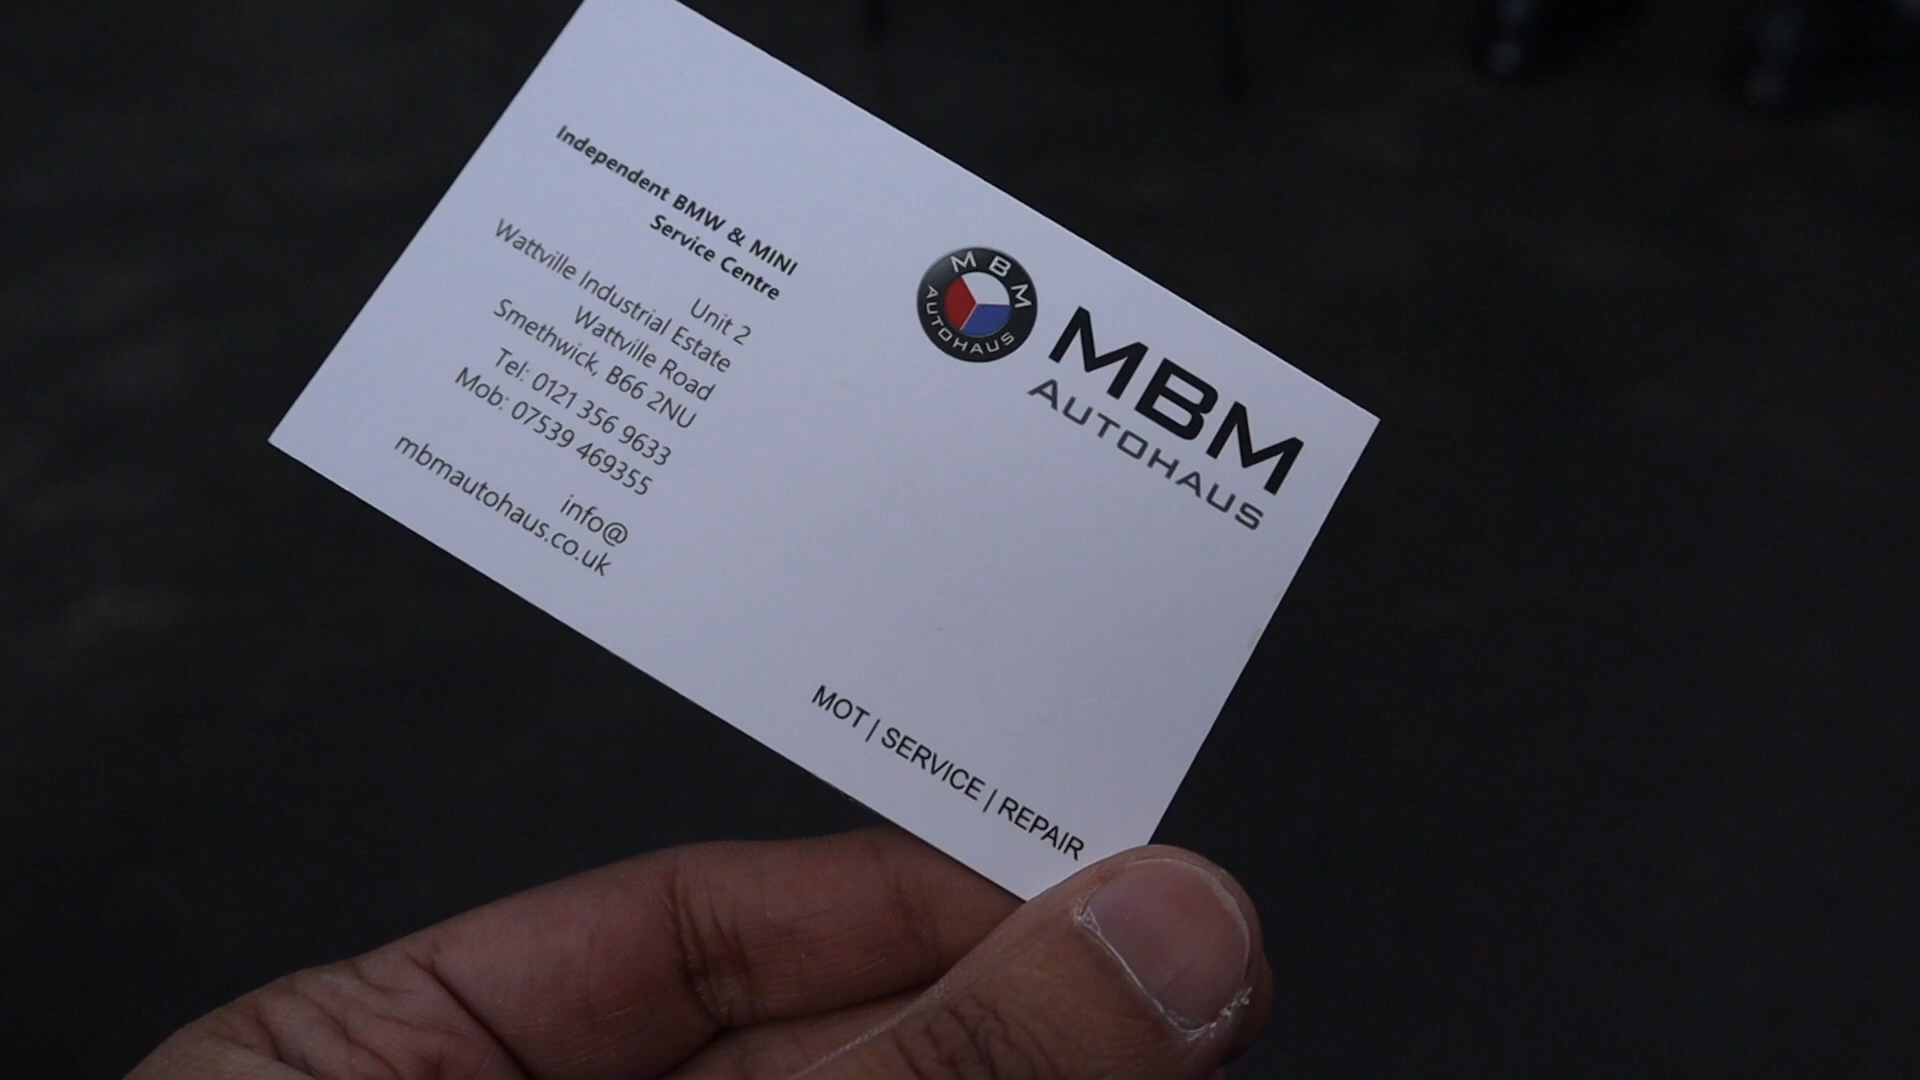 Independent BMW & MINI
Service Centre
Unit 2
Wattville Industrial Estate
Wattville Road
Smethwick, B66 2NU
Tel: 0121 356 9633
Mob: 07539 469355
info@
mbmautohaus.co.uk
MBM
AUTOHAUS
MBM
AUTOHAUS
MOT | SERVICE | REPAIR